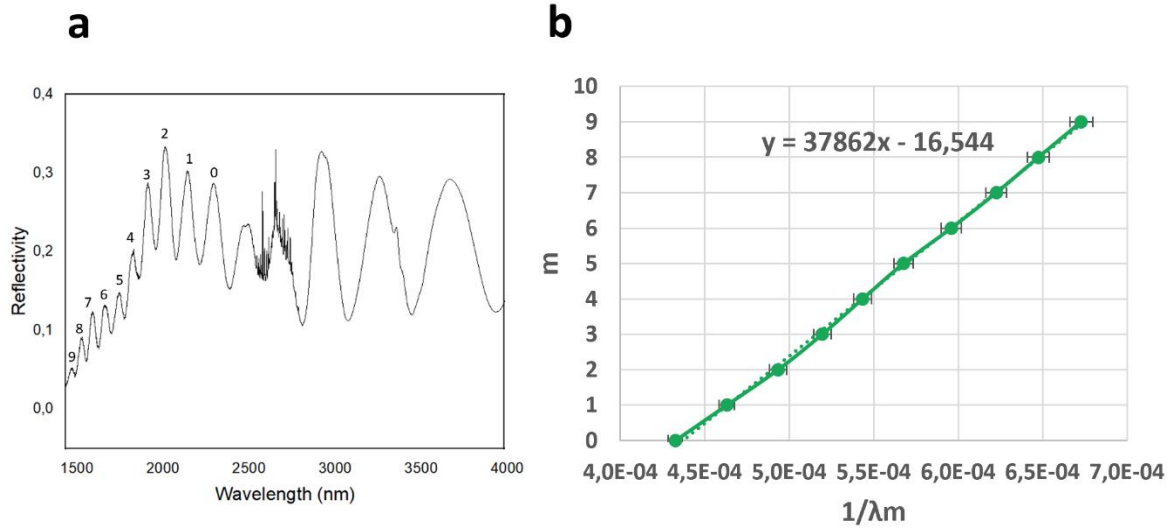 a
0,4
0,3
0,2
0,1
0,0
Reflectivity
9
8
7
6
5
4
3
2
1
0
1500 2000 2500 3000 3500 4000
Wavelength (nm)
b
10
9
8
7
6
5
4
3
2
1
0
m
y = 37862x - 16,544
4,0E-04 4,5E-04 5,0E-04 5,5E-04 6,0E-04 6,5E-04 7,0E-04
1/λm